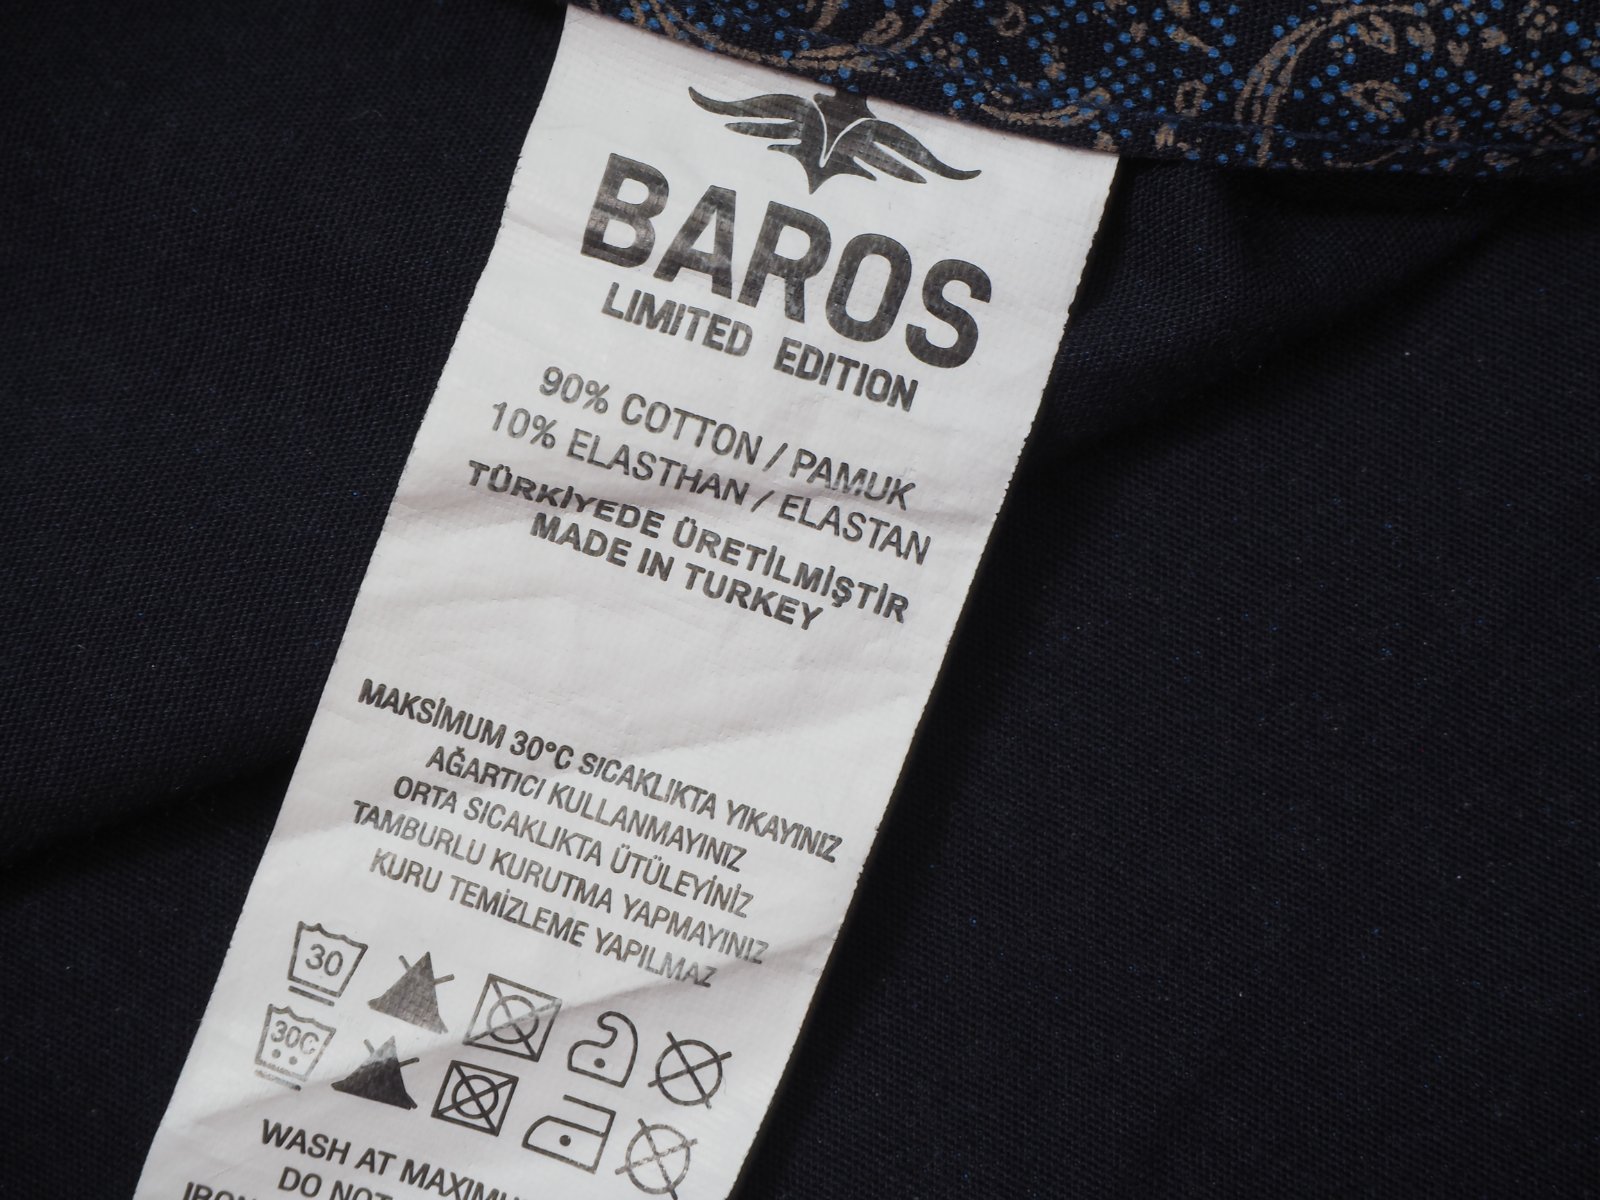 BAROS
LIMITED EDITION
90% COTTON / PAMUK
10% ELASTHAN / ELASTAN
TÜRKİYEDE ÜRETİLMİŞTİR
MADE IN TURKEY
MAKSİMUM 30°C SICAKLIKTA YIKAYINIZ
AĞARTICI KULLANMAYINIZ
ORTA SICAKLIKTA ÜTÜLEYİNİZ
TAMBURLU KURUTMA YAPMAYINIZ
KURU TEMİZLEME YAPILMAZ
30
30C
WASH AT
DO NOT